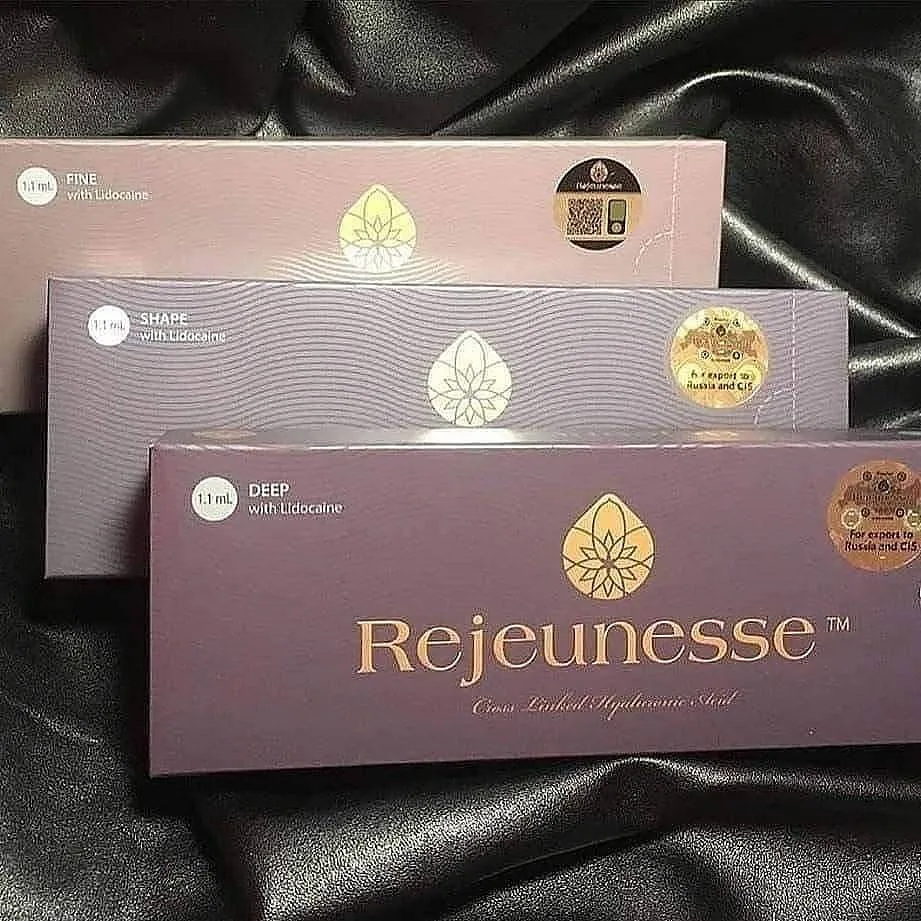 1.1 mL
FINE
with Lidocaine
Rejeunesse
1.1 mL
SHAPE
with Lidocaine
For export to
Russia and CIS
1.1 mL
DEEP
with Lidocaine
For export to
Russia and CIS
Rejeunesse™
Cross Linked Hyaluronic Acid